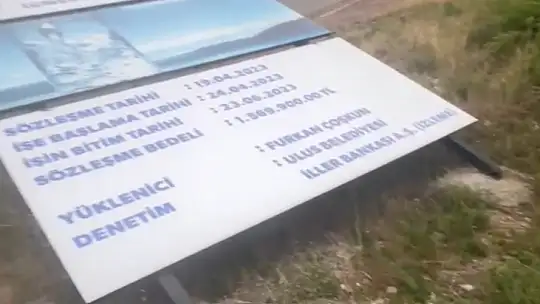 SÖZLEŞME TARİHİ : 19.04.2023
İŞE BAŞLAMA TARİHİ : 24.04.2023
İŞİN BİTİM TARİHİ : 23.06.2023
SÖZLEŞME BEDELİ : 1.869.900.00 TL
YÜKLENİCİ : FURKAN ÇOŞKUN
DENETİM : ULUS BELEDİYESİ
İLLER BANKASI A.Ş. (İZLEME)